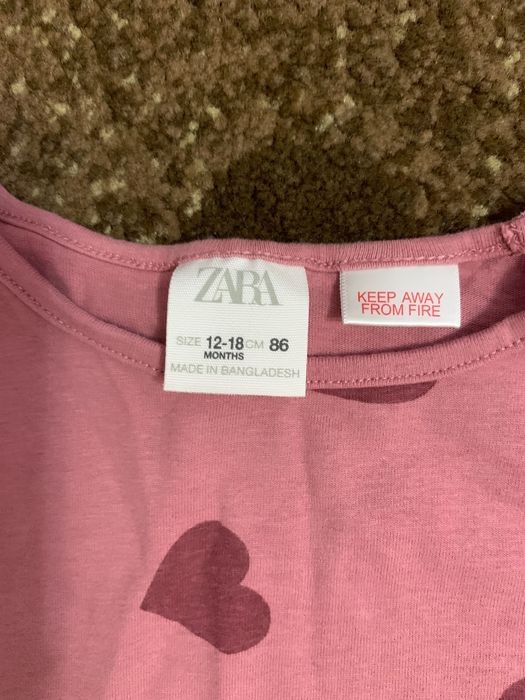 ZARA
SIZE 12-18 CM 86
MONTHS
MADE IN BANGLADESH
KEEP AWAY
FROM FIRE